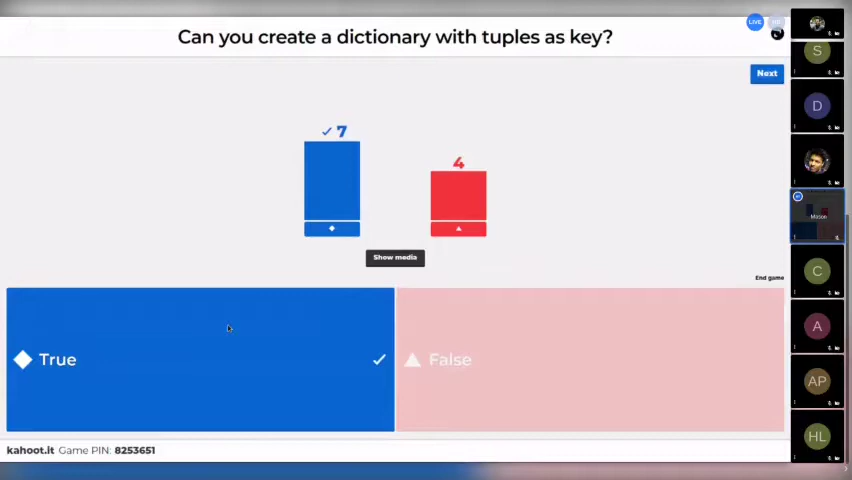 Can you create a dictionary with tuples as key?
LIVE
Next
7
4
Show media
End game
True
False
kahoot.it Game PIN: 8253651
S
D
Mason
C
A
AP
HL